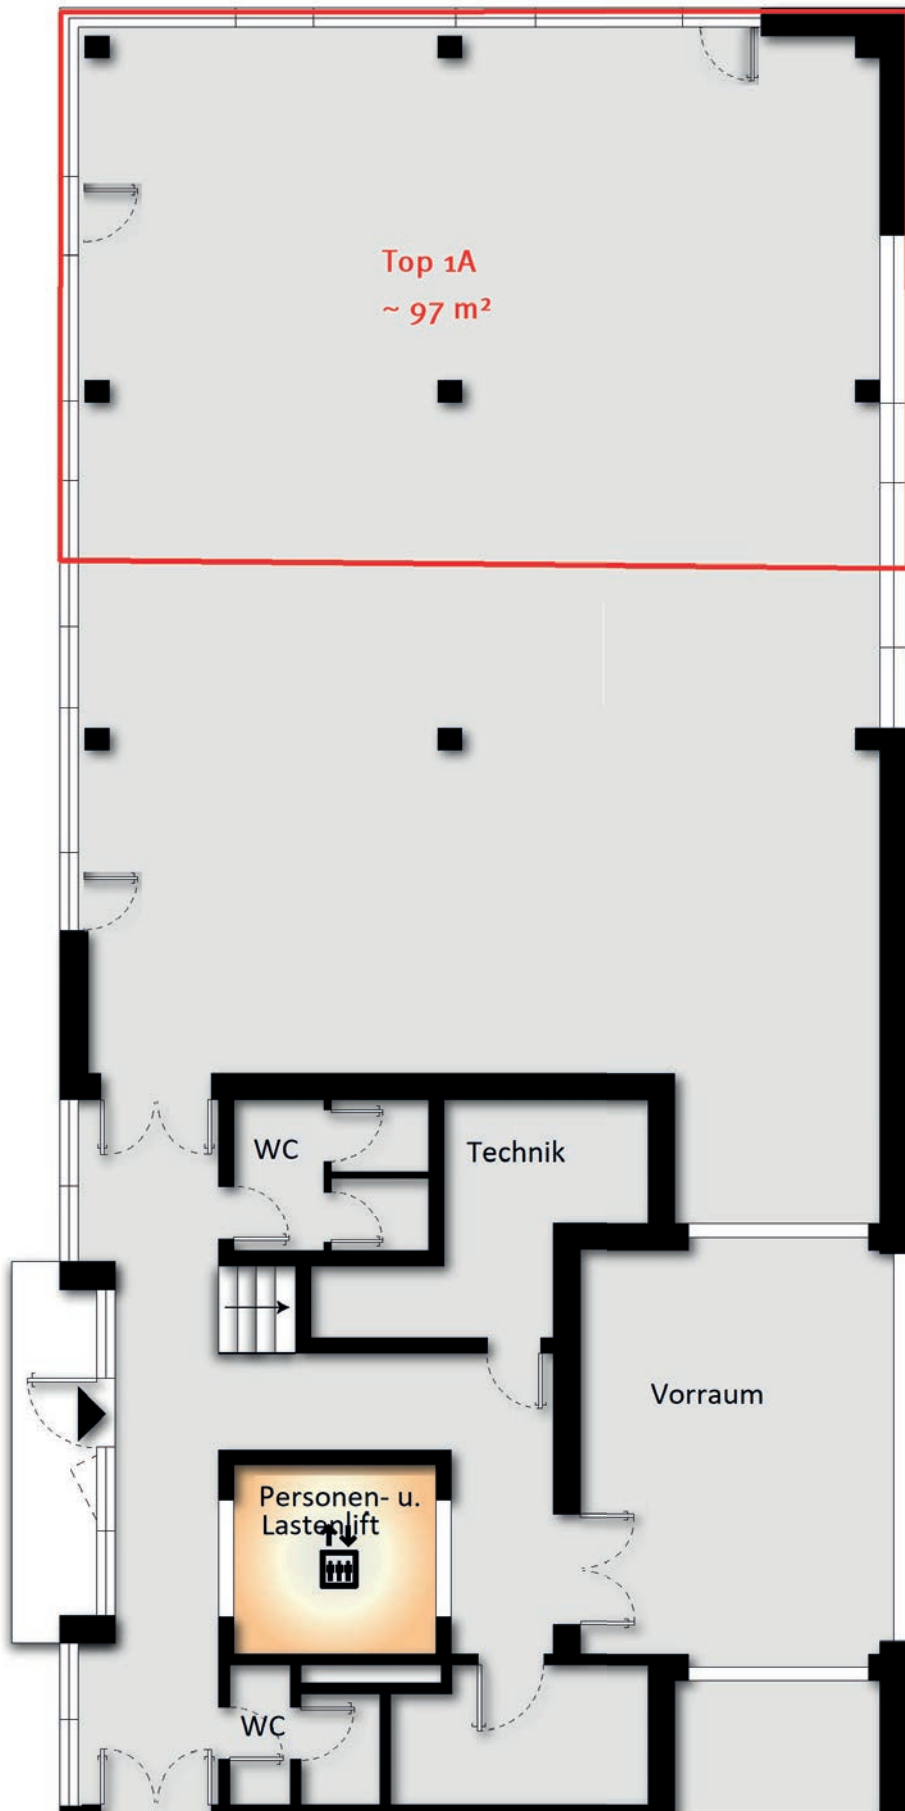 Top 1A
~ 97 m²
WC
Technik
Vorraum
Personen- u.
Lastenlift
WC